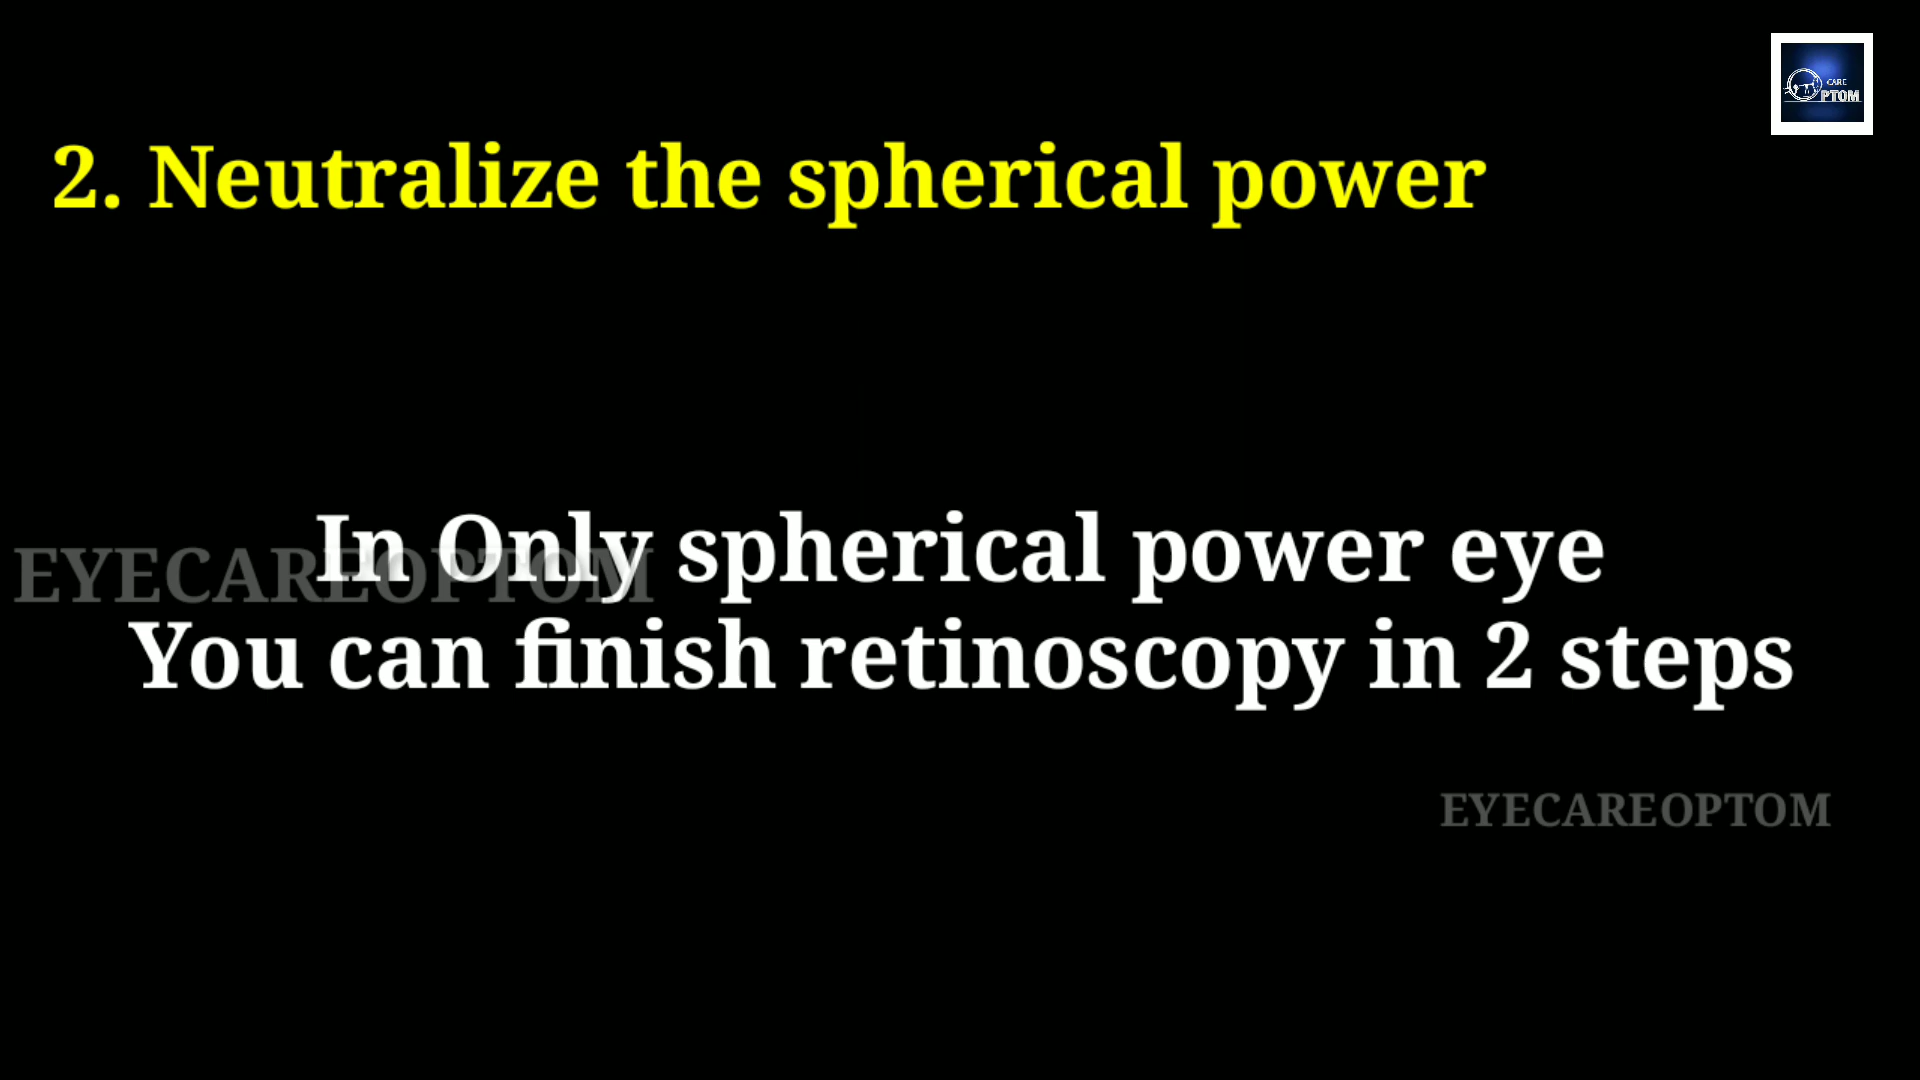 CARE
PTOM
2. Neutralize the spherical power
In Only spherical power eye
EYECAREOPTOM
You can finish retinoscopy in 2 steps
EYECAREOPTOM